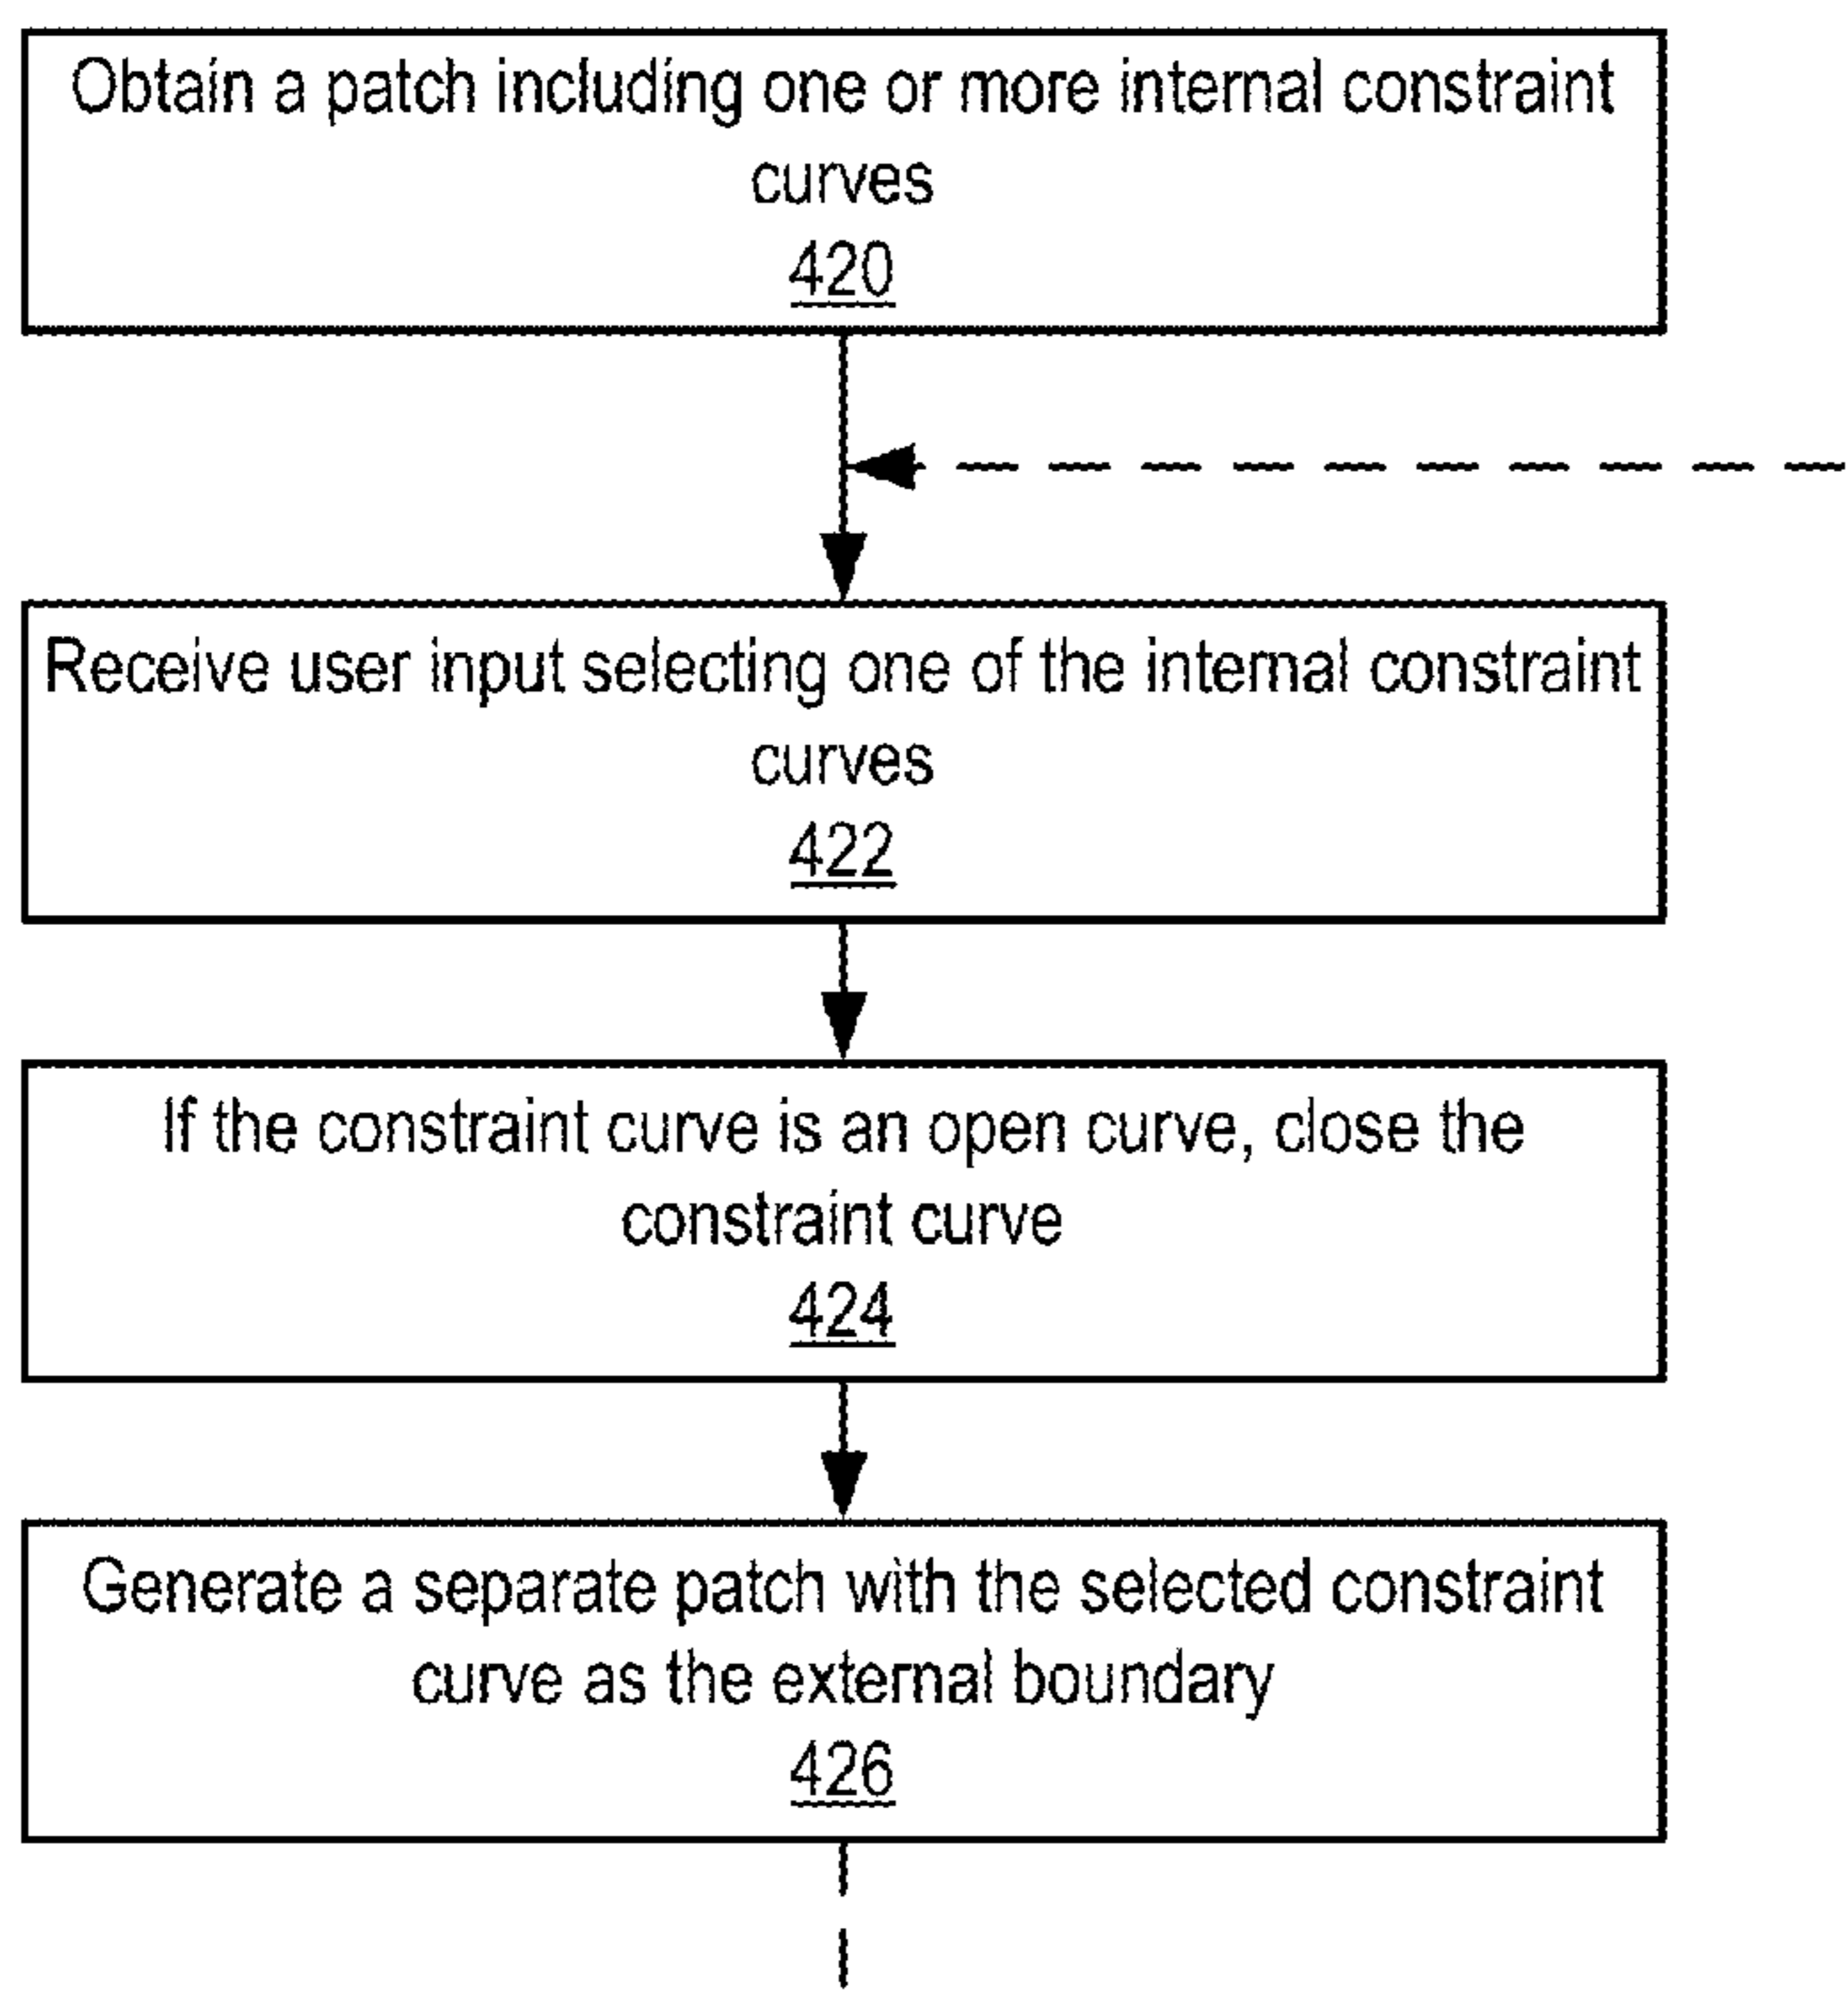 Obtain a patch including one or more internal constraint
curves
420
Receive user input selecting one of the internal constraint
curves
422
If the constraint curve is an open curve, close the
constraint curve
424
Generate a separate patch with the selected constraint
curve as the external boundary
426